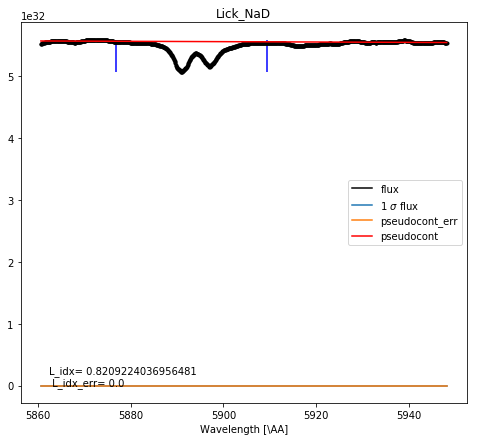 Lick_NaD
1e32
5
4
3
2
1
0
flux
1 σ flux
pseudocont_err
pseudocont
L_idx= 0.8209224036956481
L_idx_err= 0.0
5860 5880 5900 5920 5940
Wavelength [\AA]